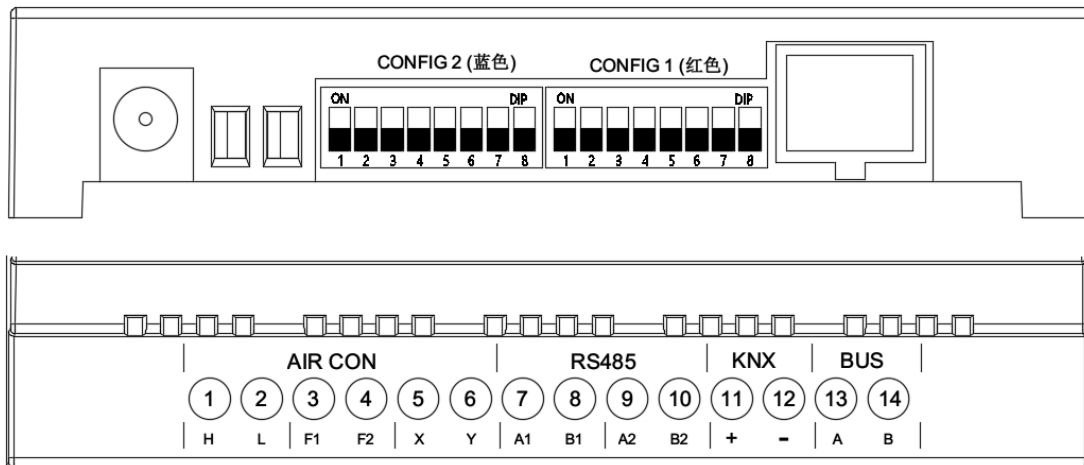 CONFIG 2 (蓝色) CONFIG 1 (红色)
ON DIP ON DIP
1 2 3 4 5 6 7 8 1 2 3 4 5 6 7 8
AIR CON RS485 KNX BUS
1 2 3 4 5 6 7 8 9 10 11 12 13 14
H L F1 F2 X Y A1 B1 A2 B2 + - A B